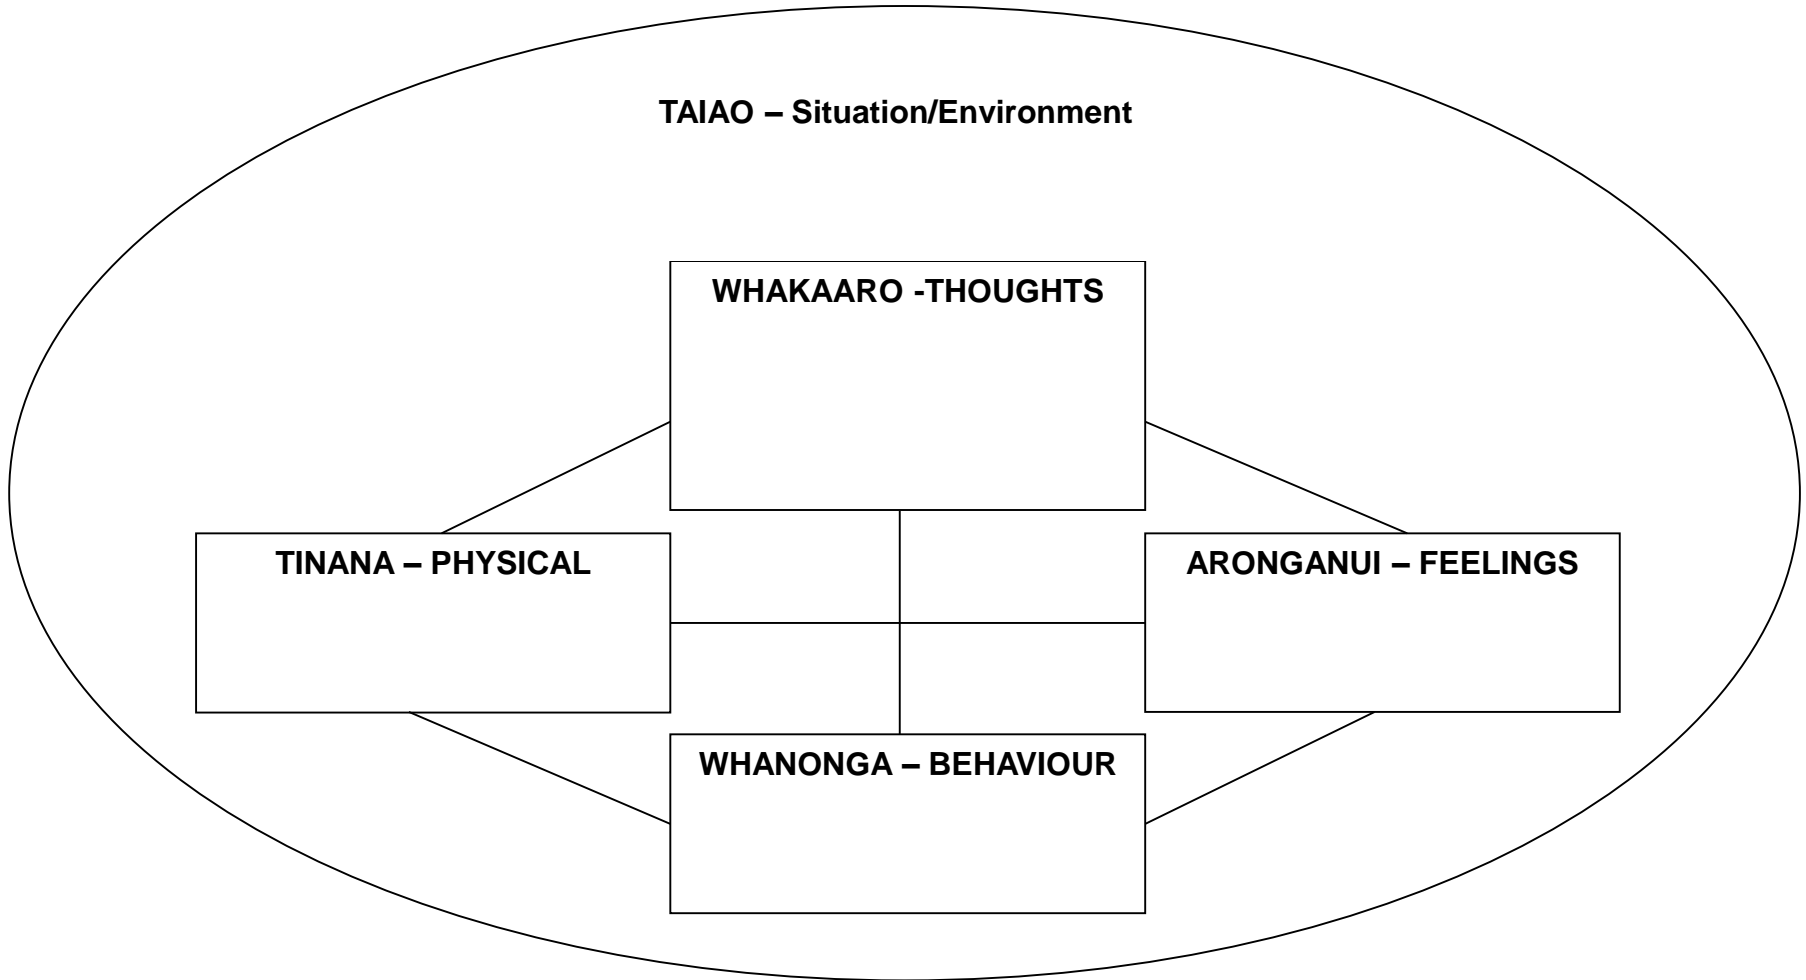 TAIAO – Situation/Environment
WHAKAARO -THOUGHTS
TINANA – PHYSICAL
ARONGANUI – FEELINGS
WHANONGA – BEHAVIOUR